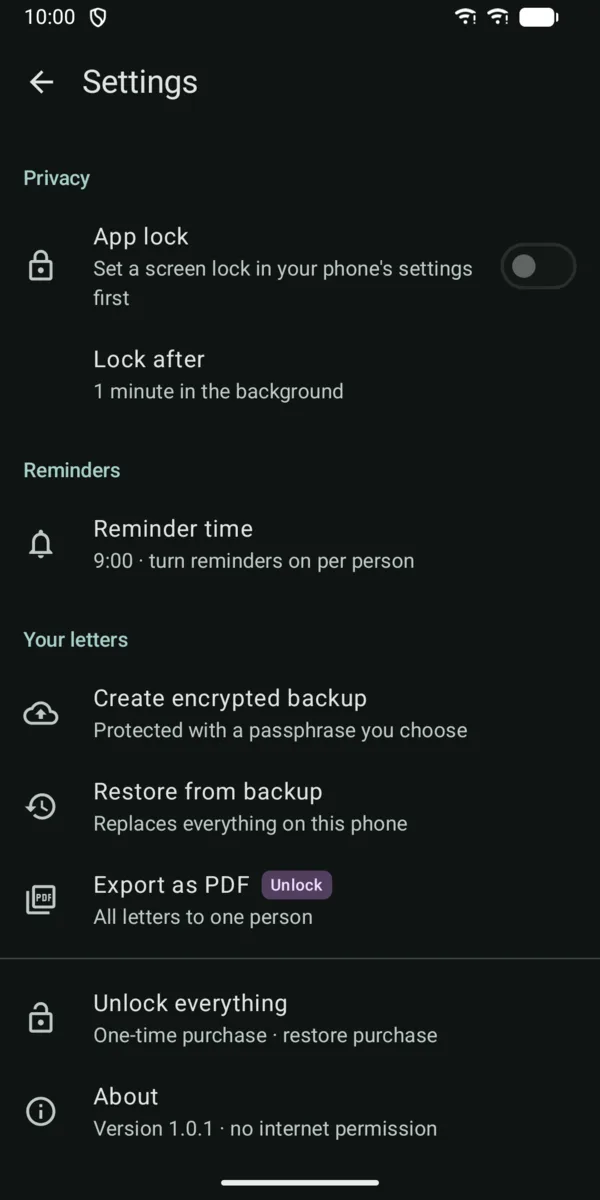 10:00
Settings
Privacy
App lock
Set a screen lock in your phone's settings
first
Lock after
1 minute in the background
Reminders
Reminder time
9:00 · turn reminders on per person
Your letters
Create encrypted backup
Protected with a passphrase you choose
Restore from backup
Replaces everything on this phone
PDF
Export as PDF Unlock
All letters to one person
Unlock everything
One-time purchase · restore purchase
About
Version 1.0.1 · no internet permission